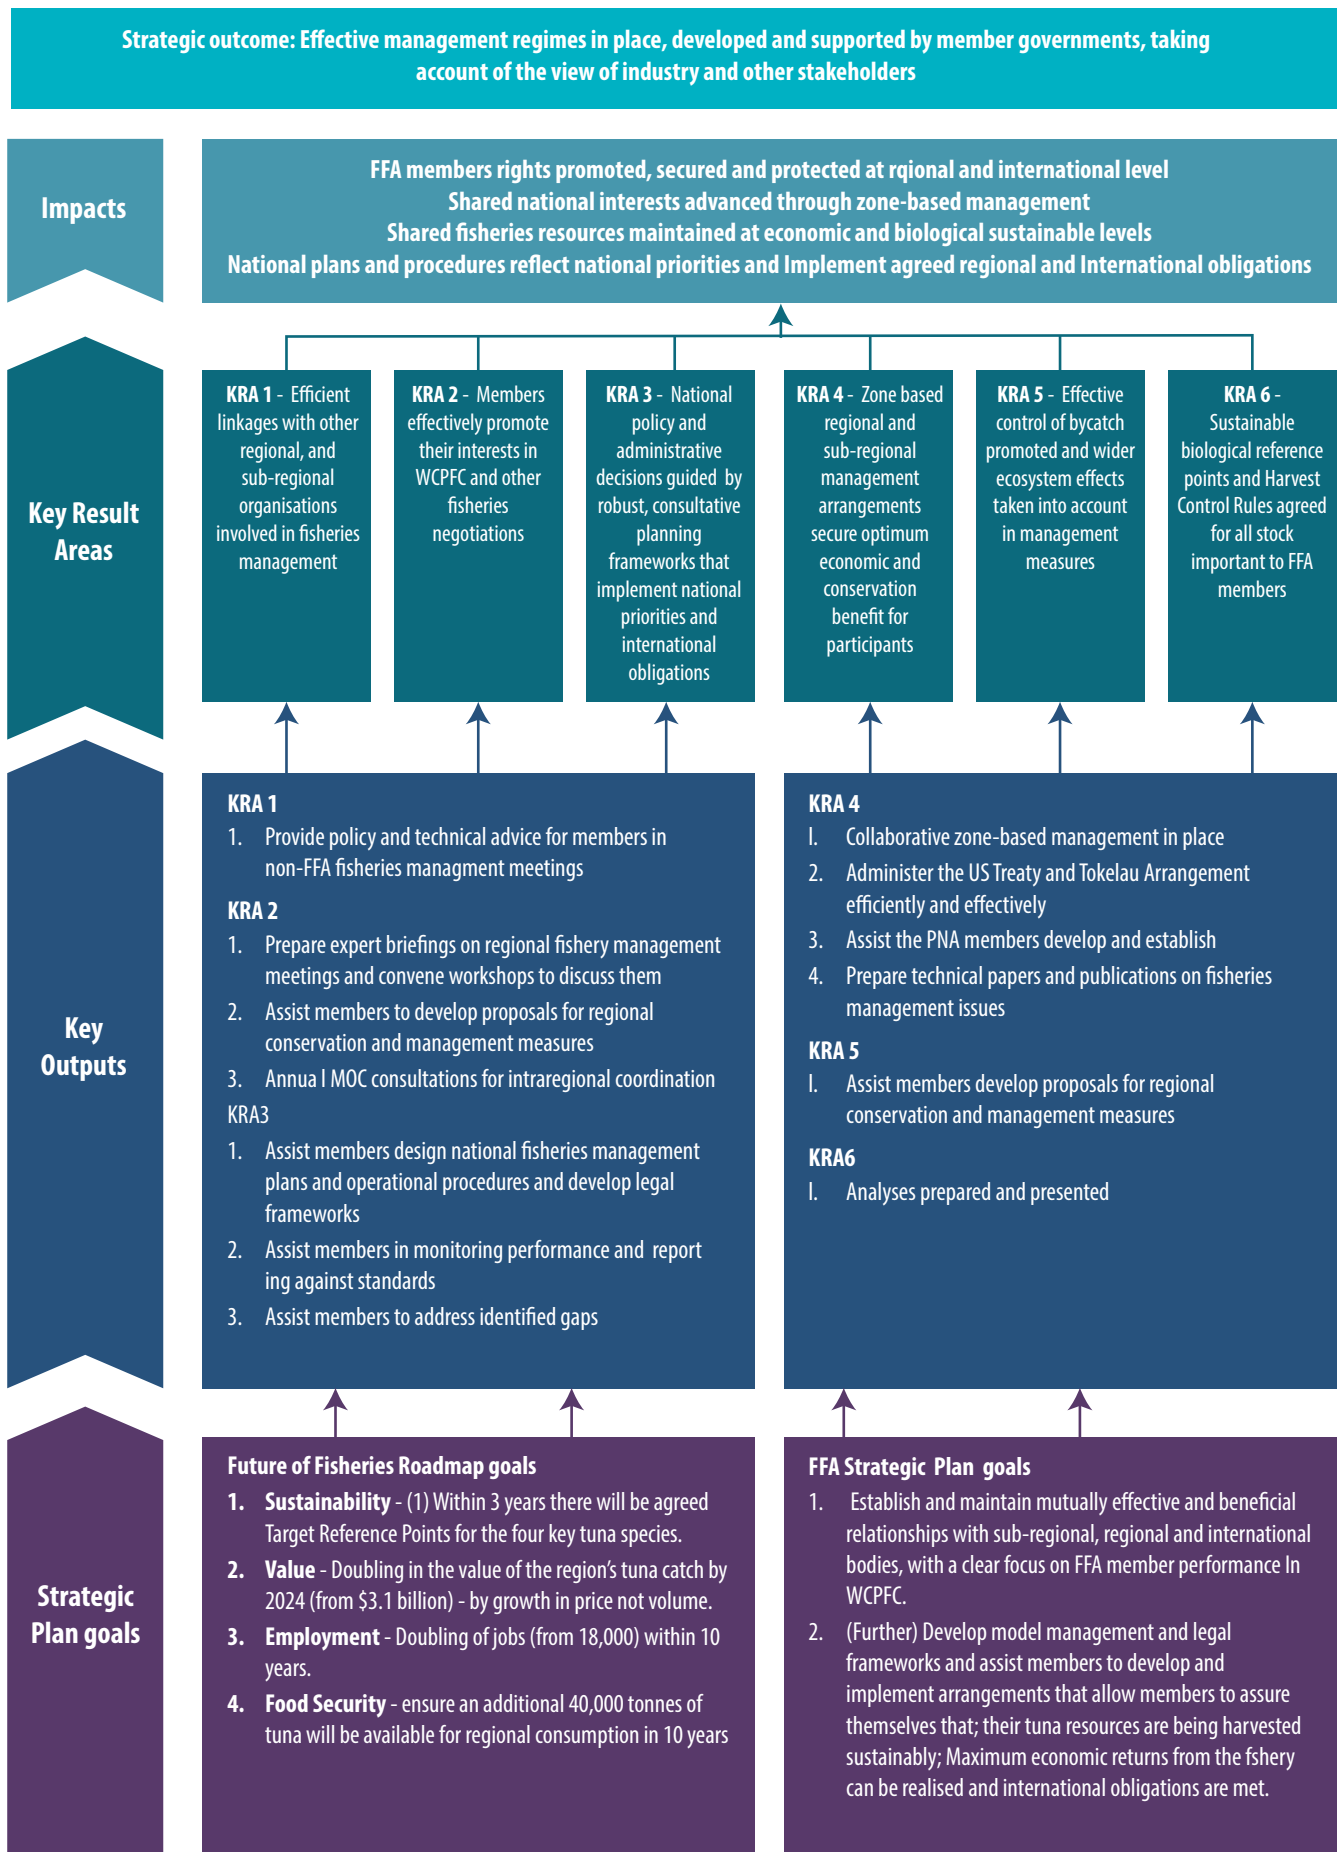 Strategic outcome: Effective management regimes in place, developed and supported by member governments, taking
account of the view of industry and other stakeholders
Impacts
FFA members rights promoted, secured and protected at rqional and international level
Shared national interests advanced through zone-based management
Shared fisheries resources maintained at economic and biological sustainable levels
National plans and procedures reflect national priorities and Implement agreed regional and International obligations
Key Result
Areas
KRA 1 - Efficient
linkages with other
regional, and
sub-regional
organisations
involved in fisheries
management
KRA 2 - Members
effectively promote
their interests in
WCPFC and other
fisheries
negotiations
KRA 3 - National
policy and
administrative
decisions guided by
robust, consultative
planning
frameworks that
implement national
priorities and
international
obligations
KRA 4 - Zone based
regional and
sub-regional
management
arrangements
secure optimum
economic and
conservation
benefit for
participants
KRA 5 - Effective
control of bycatch
promoted and wider
ecosystem effects
taken into account
in management
measures
KRA 6 -
Sustainable
biological reference
points and Harvest
Control Rules agreed
for all stock
important to FFA
members
Key
Outputs
KRA 1
1. Provide policy and technical advice for members in
non-FFA fisheries managment meetings
KRA 2
1. Prepare expert briefings on regional fishery management
meetings and convene workshops to discuss them
2. Assist members to develop proposals for regional
conservation and management measures
3. Annua l MOC consultations for intraregional coordination
KRA3
1. Assist members design national fisheries management
plans and operational procedures and develop legal
frameworks
2. Assist members in monitoring performance and report
ing against standards
3. Assist members to address identified gaps
KRA 4
l. Collaborative zone-based management in place
2. Administer the US Treaty and Tokelau Arrangement
efficiently and effectively
3. Assist the PNA members develop and establish
4. Prepare technical papers and publications on fisheries
management issues
KRA 5
l. Assist members develop proposals for regional
conservation and management measures
KRA6
l. Analyses prepared and presented
Strategic
Plan goals
Future of Fisheries Roadmap goals
1. Sustainability - (1) Within 3 years there will be agreed
Target Reference Points for the four key tuna species.
2. Value - Doubling in the value of the region's tuna catch by
2024 (from $3.1 billion) - by growth in price not volume.
3. Employment - Doubling of jobs (from 18,000) within 10
years.
4. Food Security - ensure an additional 40,000 tonnes of
tuna will be available for regional consumption in 10 years
FFA Strategic Plan goals
1. Establish and maintain mutually effective and beneficial
relationships with sub-regional, regional and international
bodies, with a clear focus on FFA member performance In
WCPFC.
2. (Further) Develop model management and legal
frameworks and assist members to develop and
implement arrangements that allow members to assure
themselves that; their tuna resources are being harvested
sustainably; Maximum economic returns from the fshery
can be realised and international obligations are met.